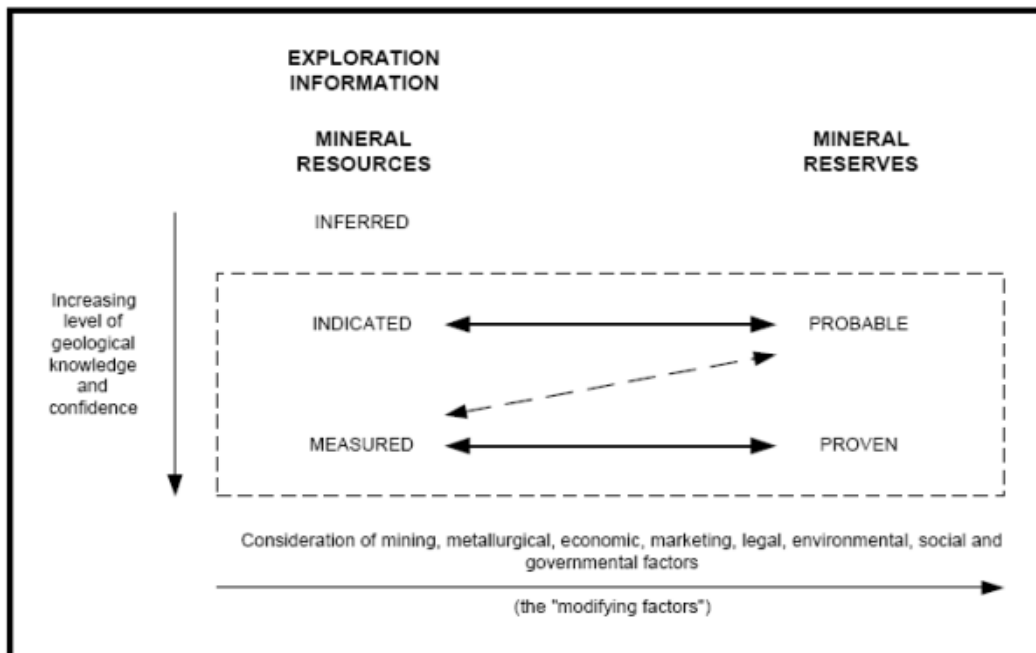 EXPLORATION
INFORMATION
MINERAL
RESOURCES
MINERAL
RESERVES
INFERRED
Increasing
level of
geological
knowledge
and
confidence
INDICATED
PROBABLE
MEASURED
PROVEN
Consideration of mining, metallurgical, economic, marketing, legal, environmental, social and
governmental factors
(the "modifying factors")